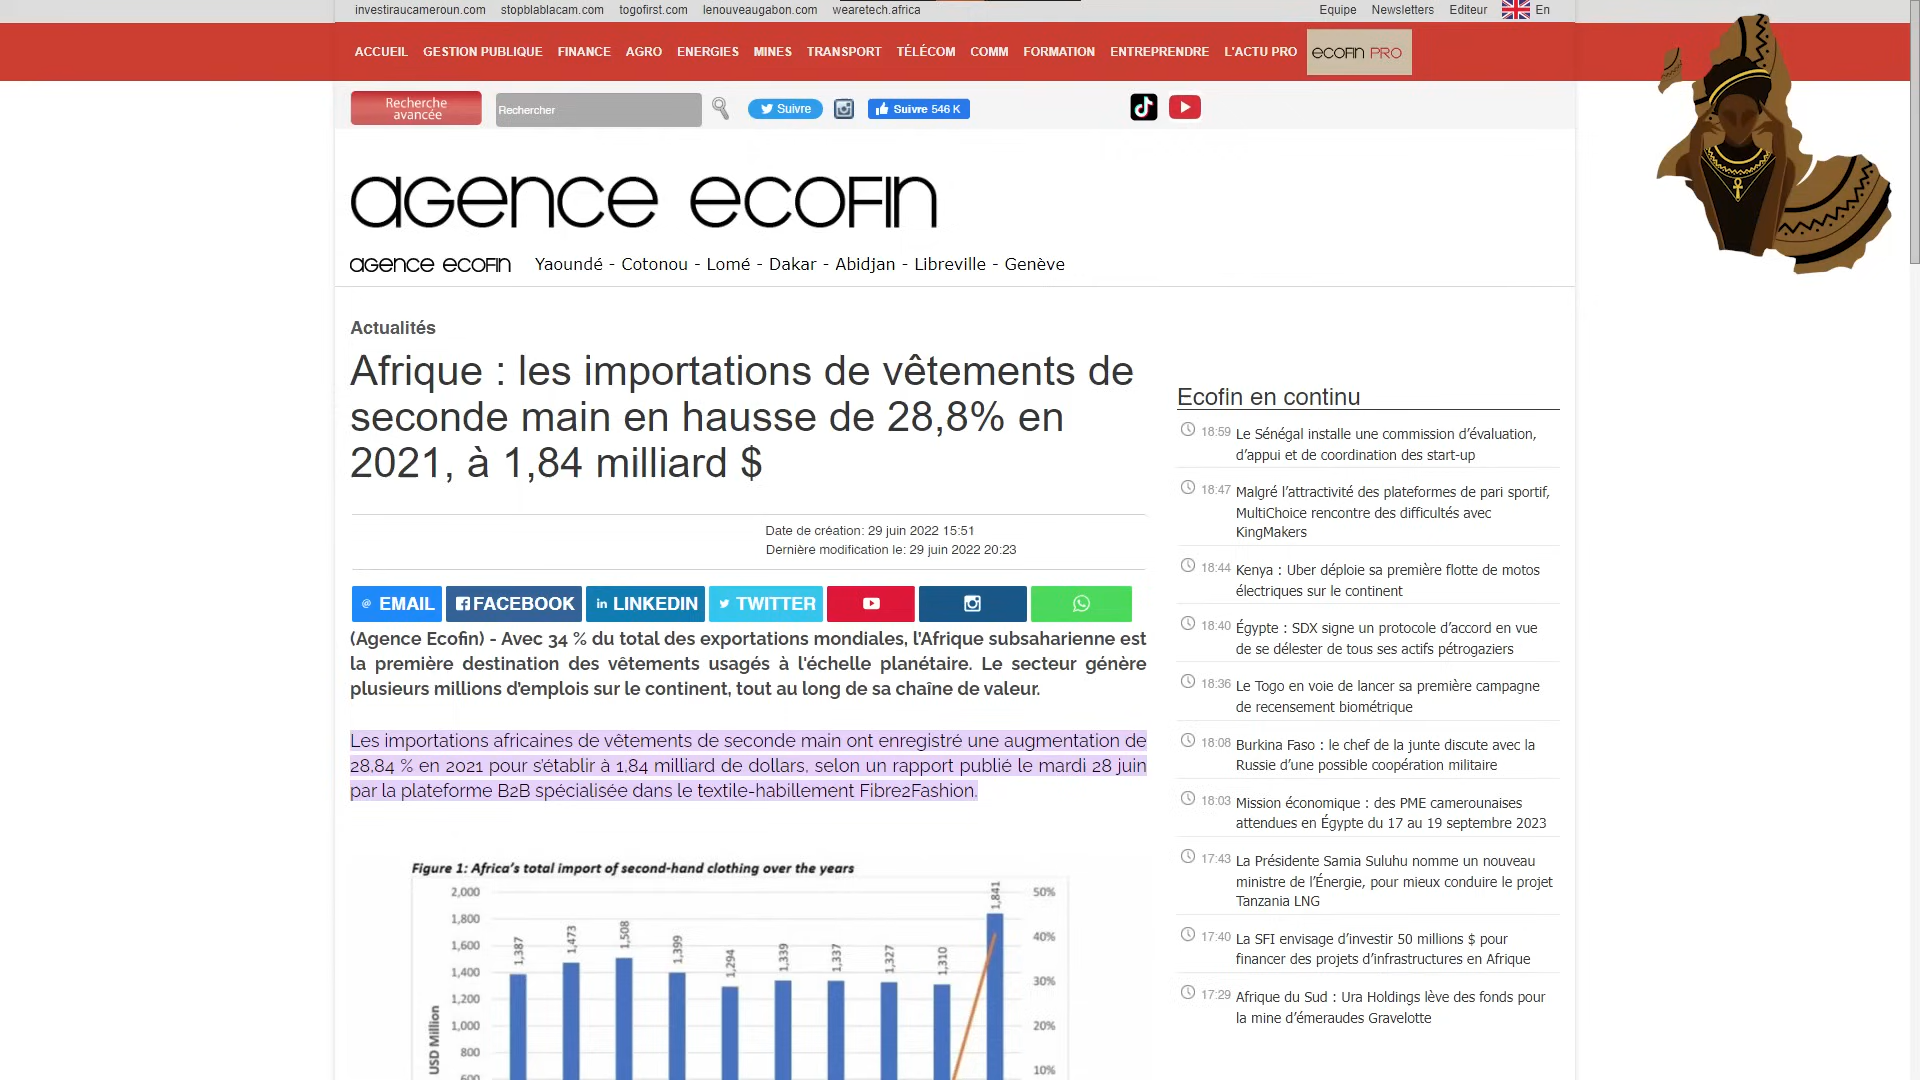 investiraucameroun.com stopblablacam.com togofirst.com lenouveaugabon.com wearetech.africa Equipe Newsletters Editeur En
ACCUEIL GESTION PUBLIQUE FINANCE AGRO ENERGIES MINES TRANSPORT TÉLÉCOM COMM FORMATION ENTREPRENDRE L'ACTU PRO ecofin PRO
Recherche avancée
Rechercher
Suivre
Suivre 546 K
agence ecofin
agence ecofin Yaoundé - Cotonou - Lomé - Dakar - Abidjan - Libreville - Genève
Actualités
Afrique : les importations de vêtements de
seconde main en hausse de 28,8% en
2021, à 1,84 milliard $
Date de création: 29 juin 2022 15:51
Dernière modification le: 29 juin 2022 20:23
@ EMAIL FACEBOOK in LINKEDIN TWITTER
(Agence Ecofin) - Avec 34 % du total des exportations mondiales, l’Afrique subsaharienne est
la première destination des vêtements usagés à l'échelle planétaire. Le secteur génère
plusieurs millions d’emplois sur le continent, tout au long de sa chaîne de valeur.
Les importations africaines de vêtements de seconde main ont enregistré une augmentation de
28,84 % en 2021 pour s’établir à 1,84 milliard de dollars, selon un rapport publié le mardi 28 juin
par la plateforme B2B spécialisée dans le textile-habillement Fibre2Fashion.
Figure 1: Africa’s total import of second-hand clothing over the years
2,000
1,800
1,600
1,400
1,200
1,000
800
600
USD Million
1,387 1,473 1,508 1,399 1,294 1,339 1,337 1,327 1,310 1,841
50%
40%
30%
20%
10%
Ecofin en continu
18:59 Le Sénégal installe une commission d’évaluation,
d’appui et de coordination des start-up
18:47 Malgré l’attractivité des plateformes de pari sportif,
MultiChoice rencontre des difficultés avec
KingMakers
18:44 Kenya : Uber déploie sa première flotte de motos
électriques sur le continent
18:40 Égypte : SDX signe un protocole d’accord en vue
de se délester de tous ses actifs pétrogaziers
18:36 Le Togo en voie de lancer sa première campagne
de recensement biométrique
18:08 Burkina Faso : le chef de la junte discute avec la
Russie d’une possible coopération militaire
18:03 Mission économique : des PME camerounaises
attendues en Égypte du 17 au 19 septembre 2023
17:43 La Présidente Samia Suluhu nomme un nouveau
ministre de l’Énergie, pour mieux conduire le projet
Tanzania LNG
17:40 La SFI envisage d’investir 50 millions $ pour
financer des projets d’infrastructures en Afrique
17:29 Afrique du Sud : Ura Holdings lève des fonds pour
la mine d’émeraudes Gravelotte